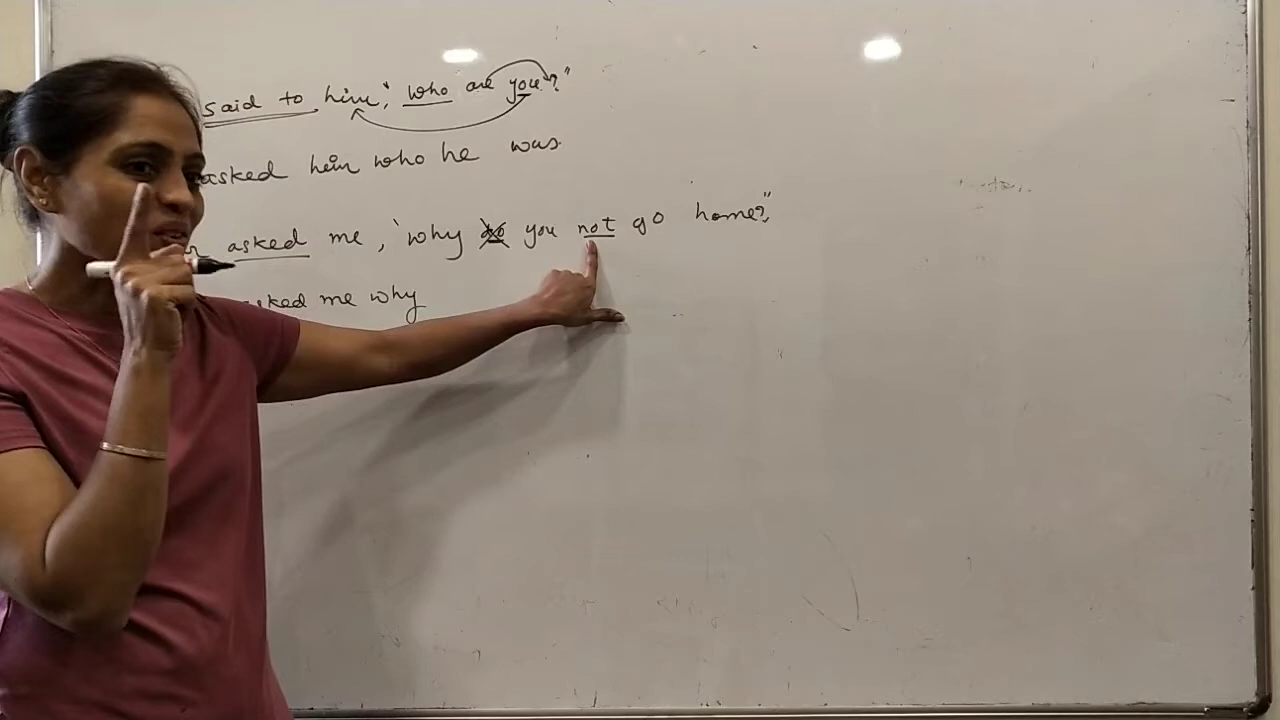 said to him, "who are you?"
asked him who he was.
asked me, "why do you not go home?"
asked me why